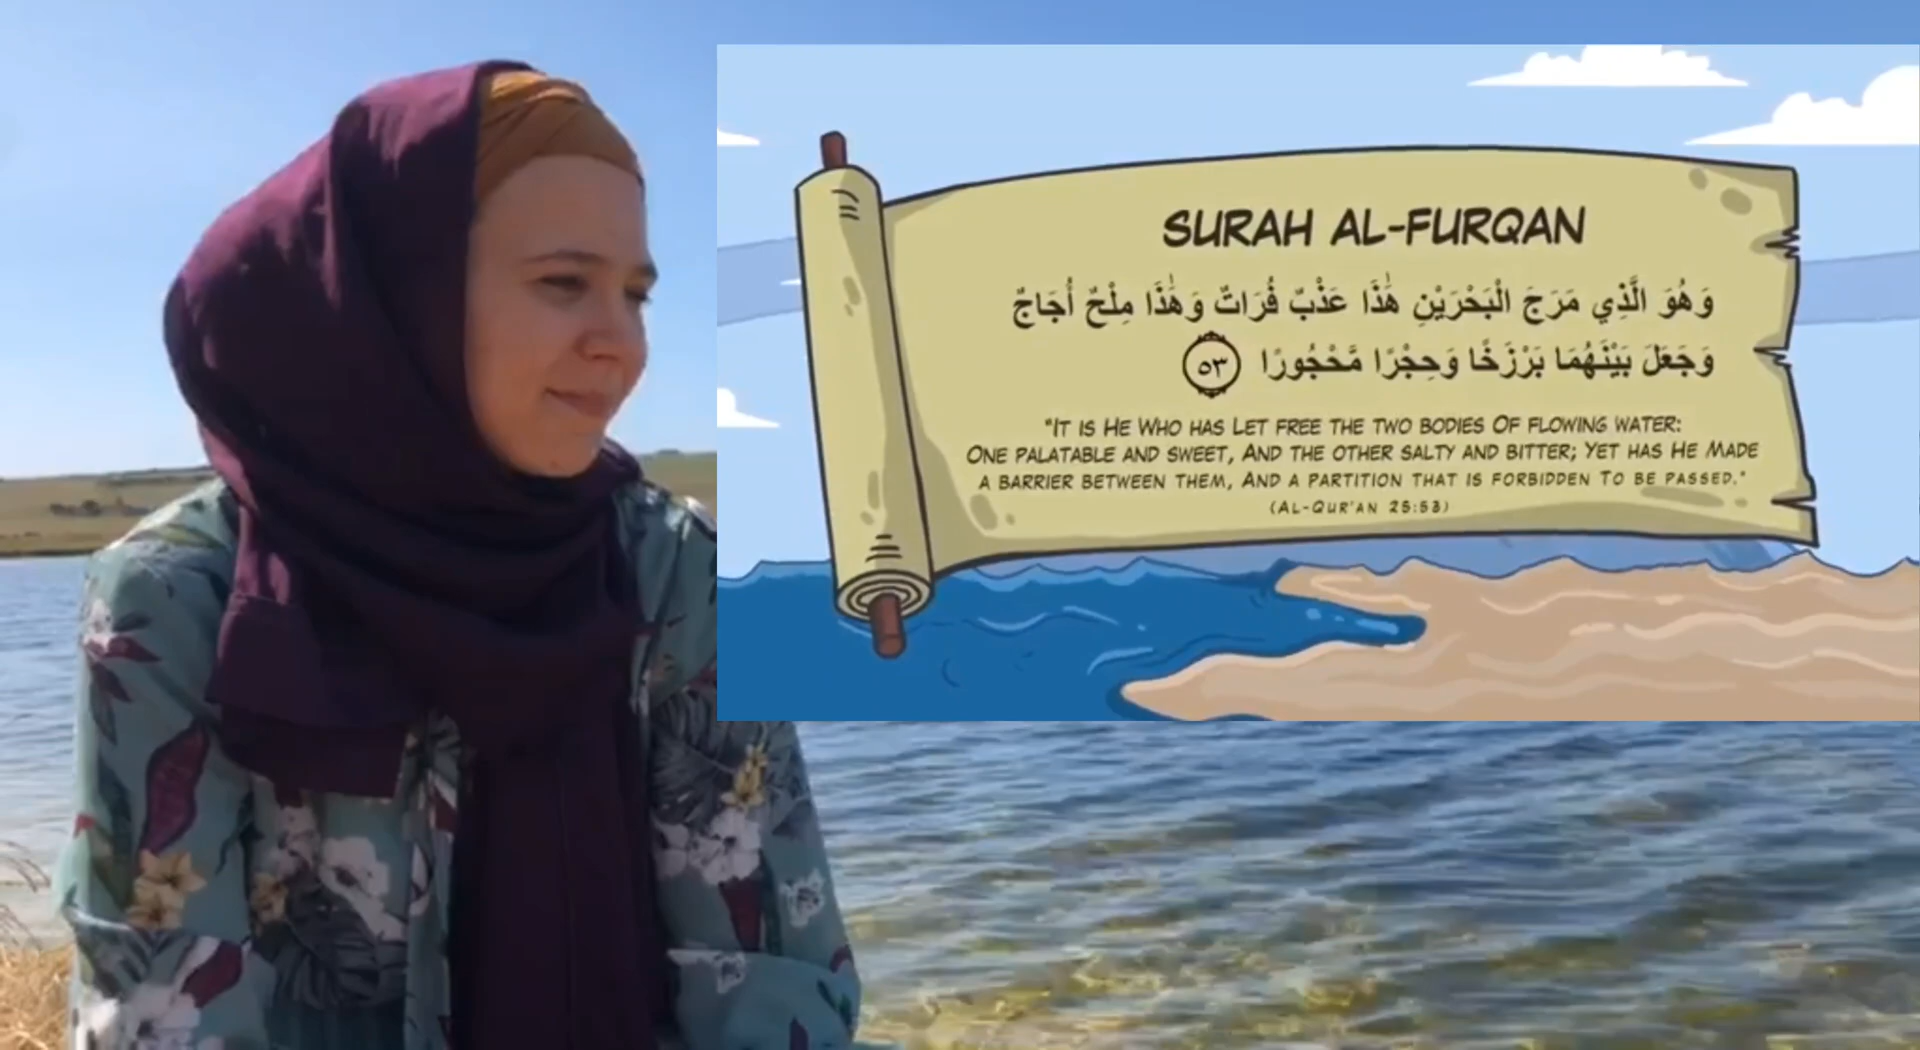 SURAH AL-FURQAN
وَهُوَ الَّذِي مَرَجَ الْبَحْرَيْنِ هَٰذَا عَذْبٌ فُرَاتٌ وَهَٰذَا مِلْحٌ أُجَاجٌ
وَجَعَلَ بَيْنَهُمَا بَرْزَخًا وَحِجْرًا مَّحْجُورًا ٥٣
"IT IS HE WHO HAS LET FREE THE TWO BODIES OF FLOWING WATER:
ONE PALATABLE AND SWEET, AND THE OTHER SALTY AND BITTER; YET HAS HE MADE
A BARRIER BETWEEN THEM, AND A PARTITION THAT IS FORBIDDEN TO BE PASSED."
(AL-QUR'AN 25:53)